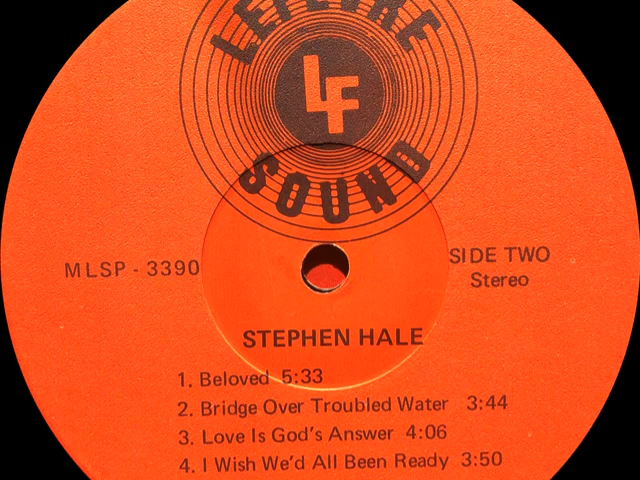 LEFEVRE
LF
SOUND
MLSP - 3390
SIDE TWO
Stereo
STEPHEN HALE
1. Beloved 5:33
2. Bridge Over Troubled Water 3:44
3. Love Is God's Answer 4:06
4. I Wish We'd All Been Ready 3:50